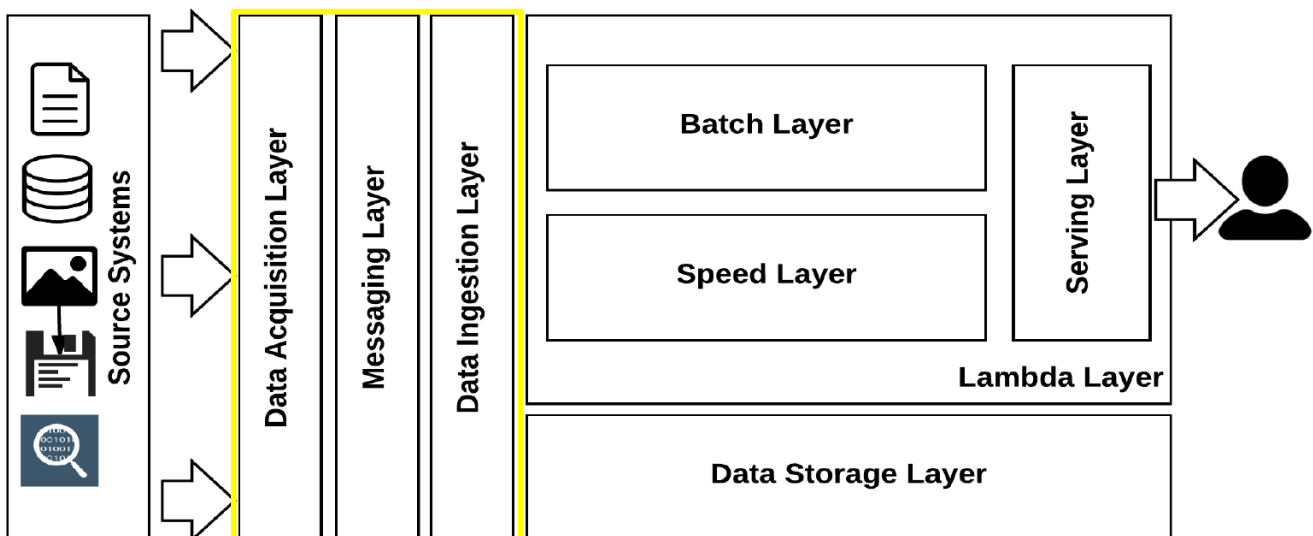 Source Systems
Data Acquisition Layer
Messaging Layer
Data Ingestion Layer
Batch Layer
Speed Layer
Serving Layer
Lambda Layer
Data Storage Layer